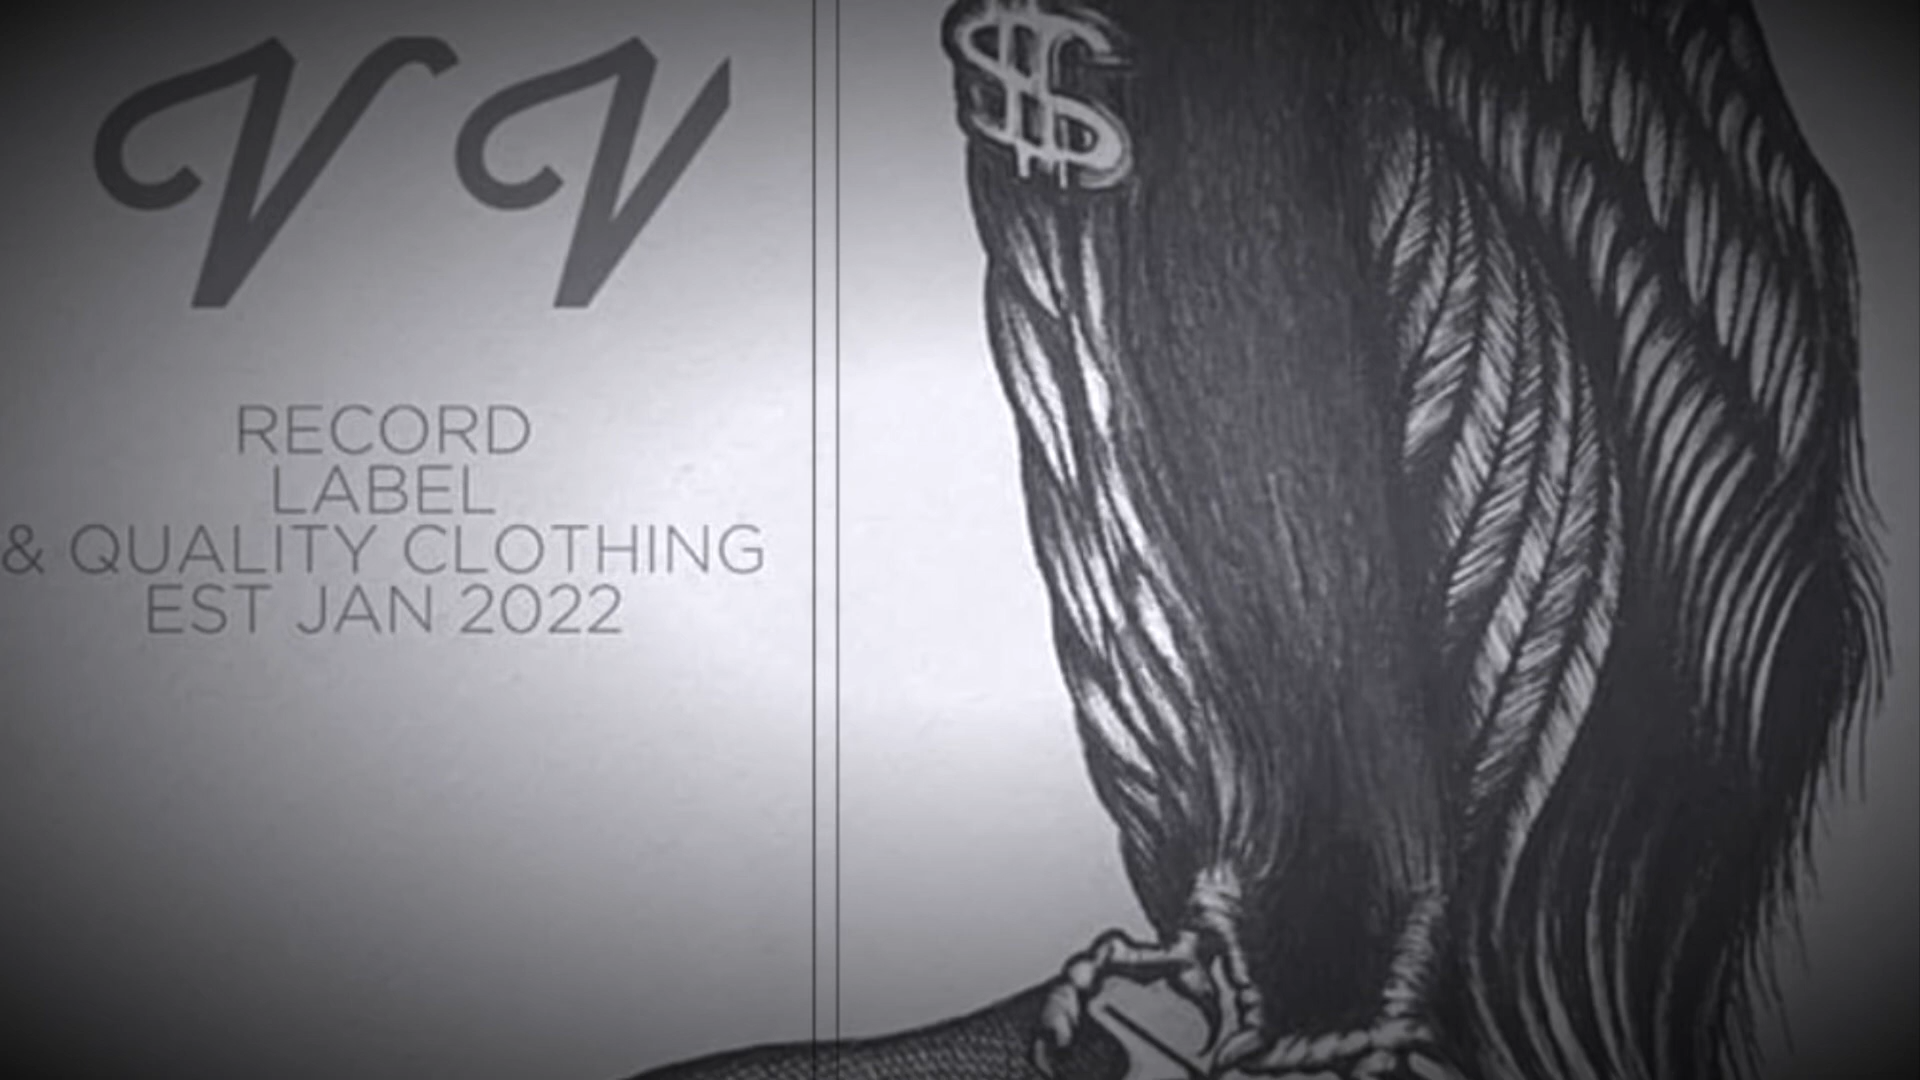 VV
$
RECORD
LABEL
& QUALITY CLOTHING
EST JAN 2022